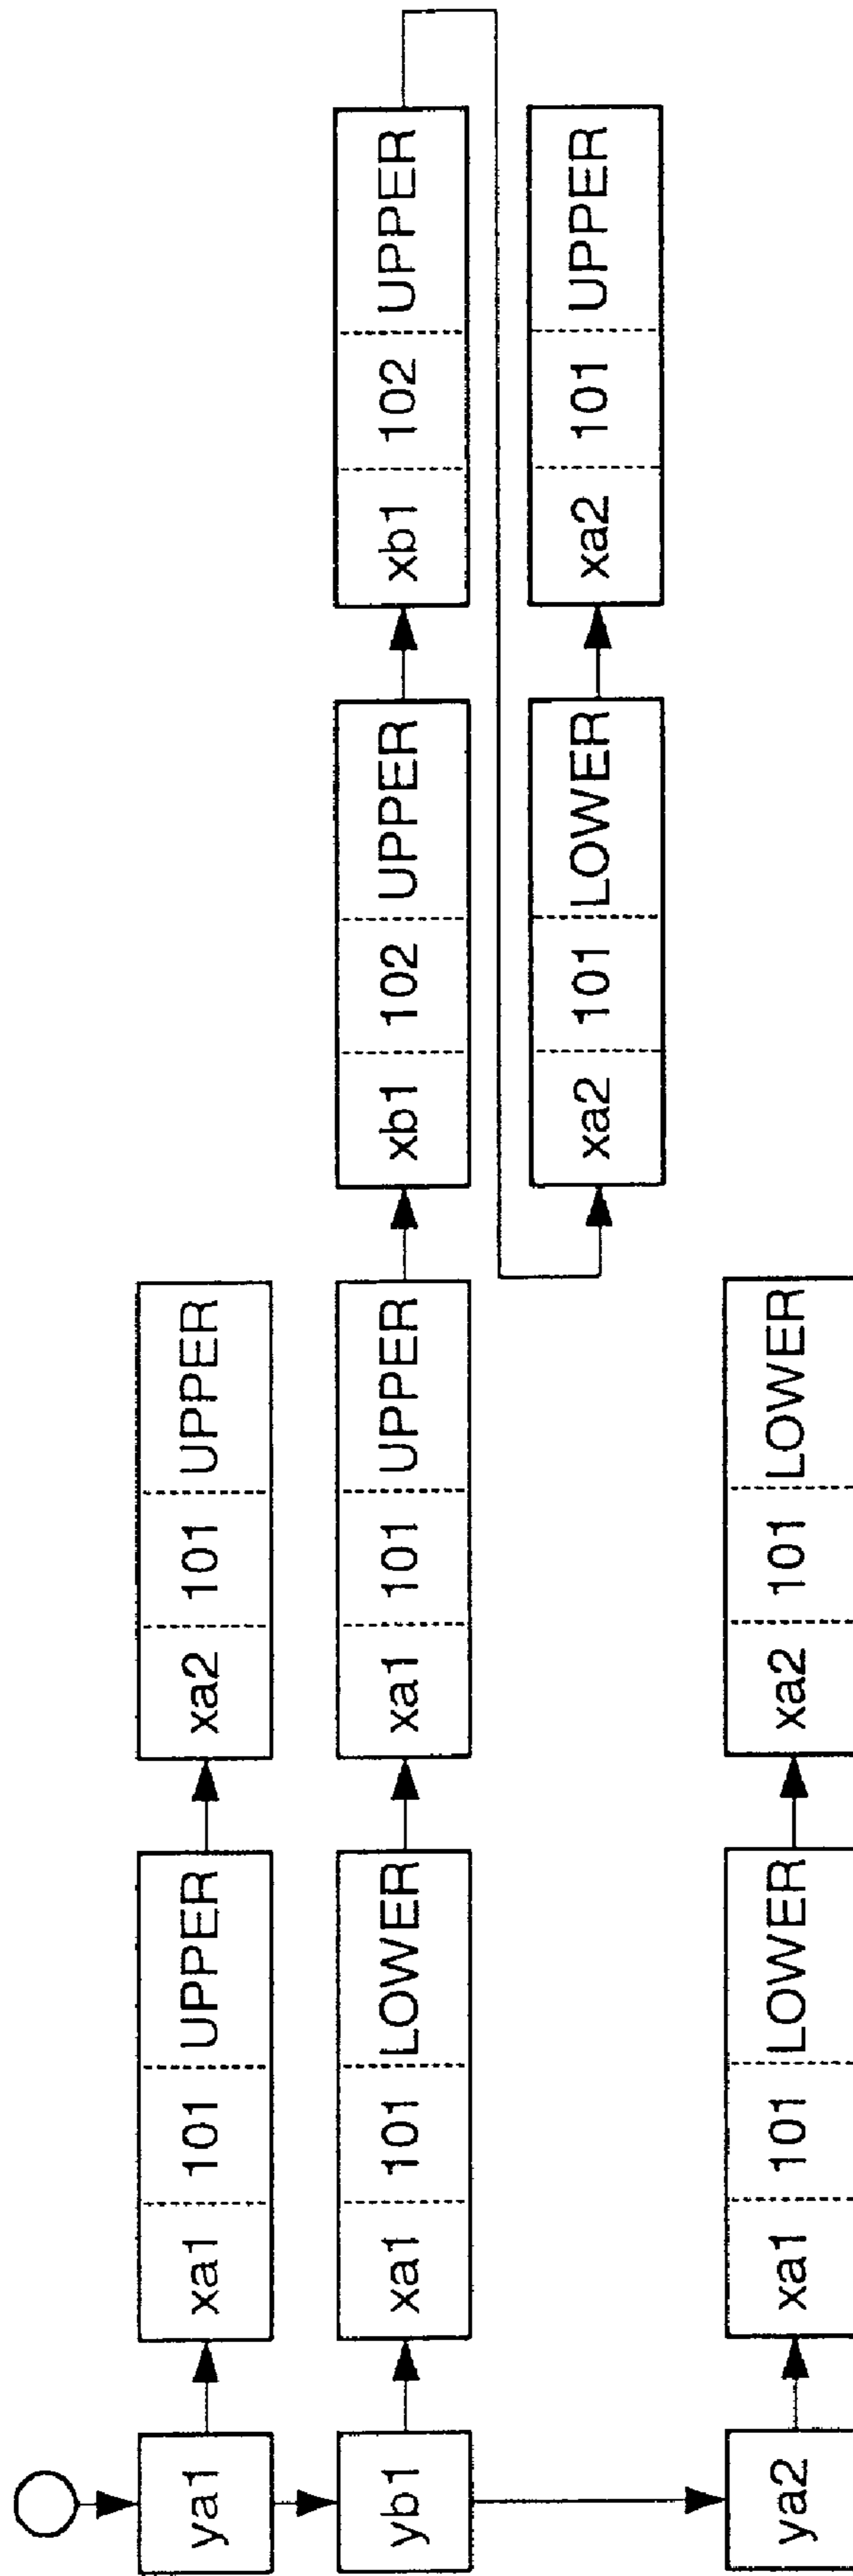 ya1 xa1 101 UPPER xa2 101 UPPER
yb1 xa1 101 LOWER xa1 101 UPPER xb1 102 UPPER xb1 102 UPPER
xa2 101 LOWER xa2 101 UPPER
ya2 xa1 101 LOWER xa2 101 LOWER